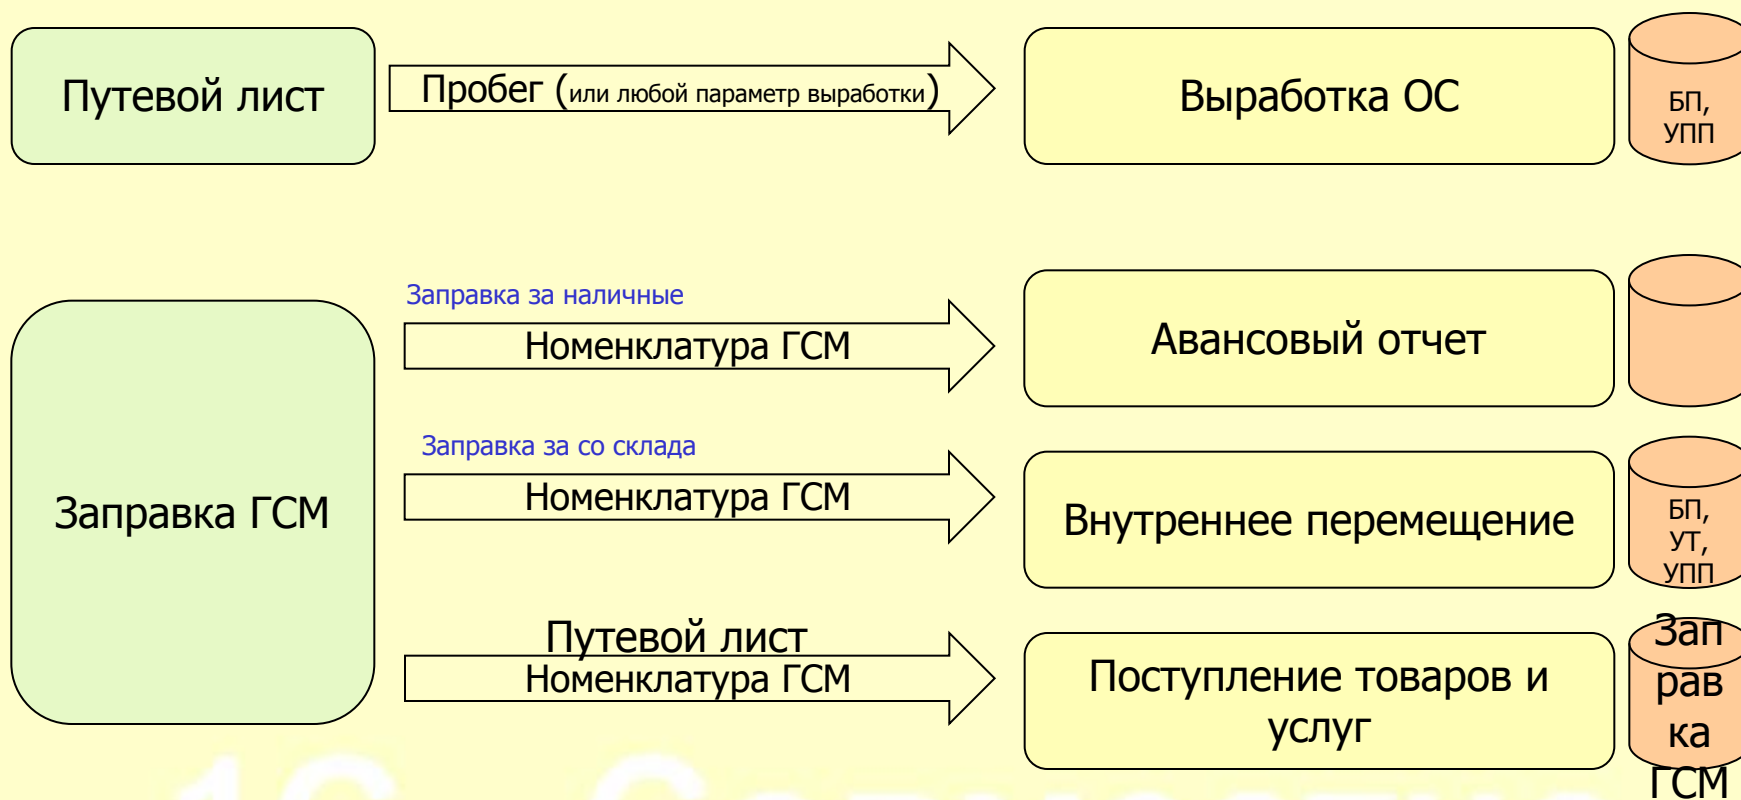 Путевой лист
Пробег (или любой параметр выработки)
Выработка ОС
БП,
УПП
Заправка ГСМ
Заправка за наличные
Номенклатура ГСМ
Авансовый отчет
Заправка за со склада
Номенклатура ГСМ
Внутреннее перемещение
БП,
УТ,
УПП
Путевой лист
Номенклатура ГСМ
Поступление товаров и
услуг
Зап
рав
ка
ГСМ